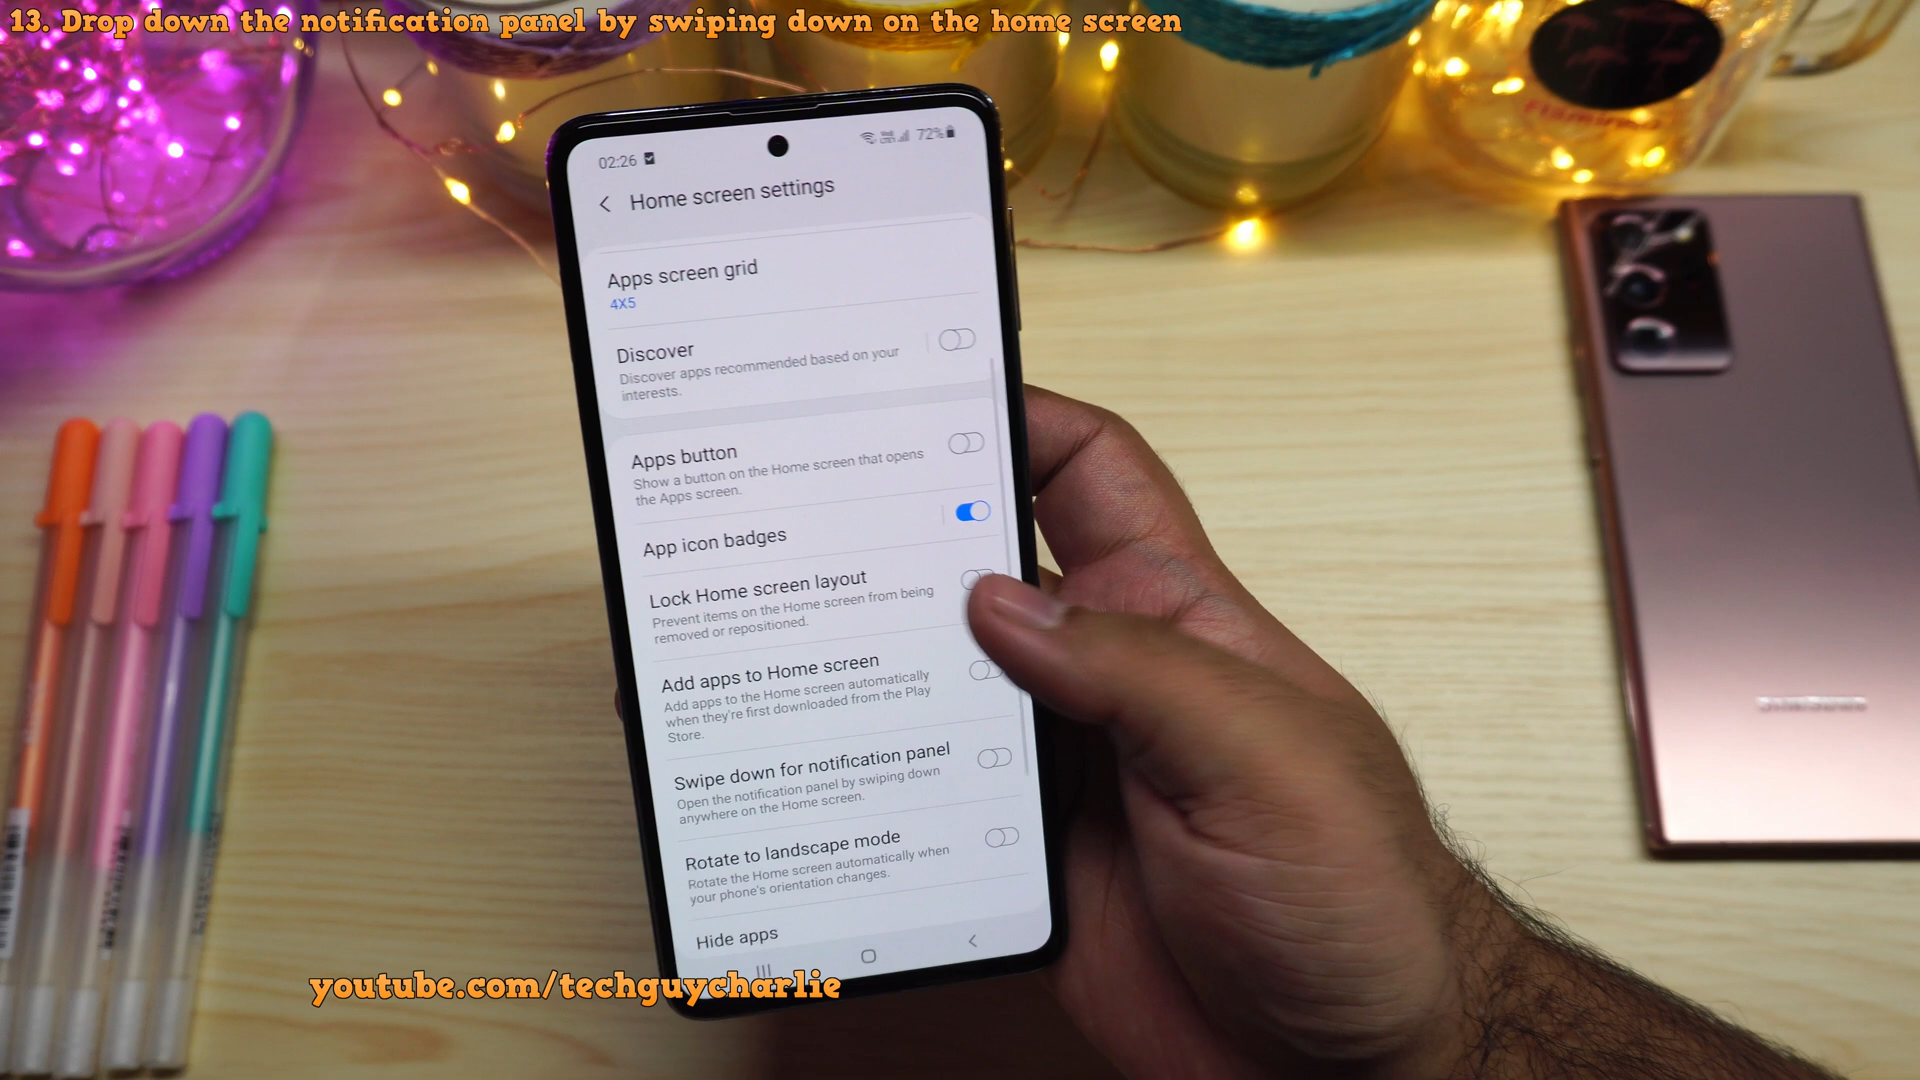 13. Drop down the notification panel by swiping down on the home screen
02:26
72%
Home screen settings
Apps screen grid
4X5
Discover
Discover apps recommended based on your
interests.
Apps button
Show a button on the Home screen that opens
the Apps screen.
App icon badges
Lock Home screen layout
Prevent items on the Home screen from being
removed or repositioned.
Add apps to Home screen
Add apps to the Home screen automatically
when they're first downloaded from the Play
Store.
Swipe down for notification panel
Open the notification panel by swiping down
anywhere on the Home screen.
Rotate to landscape mode
Rotate the Home screen automatically when
your phone's orientation changes.
Hide apps
youtube.com/techguycharlie
SAMSUNG